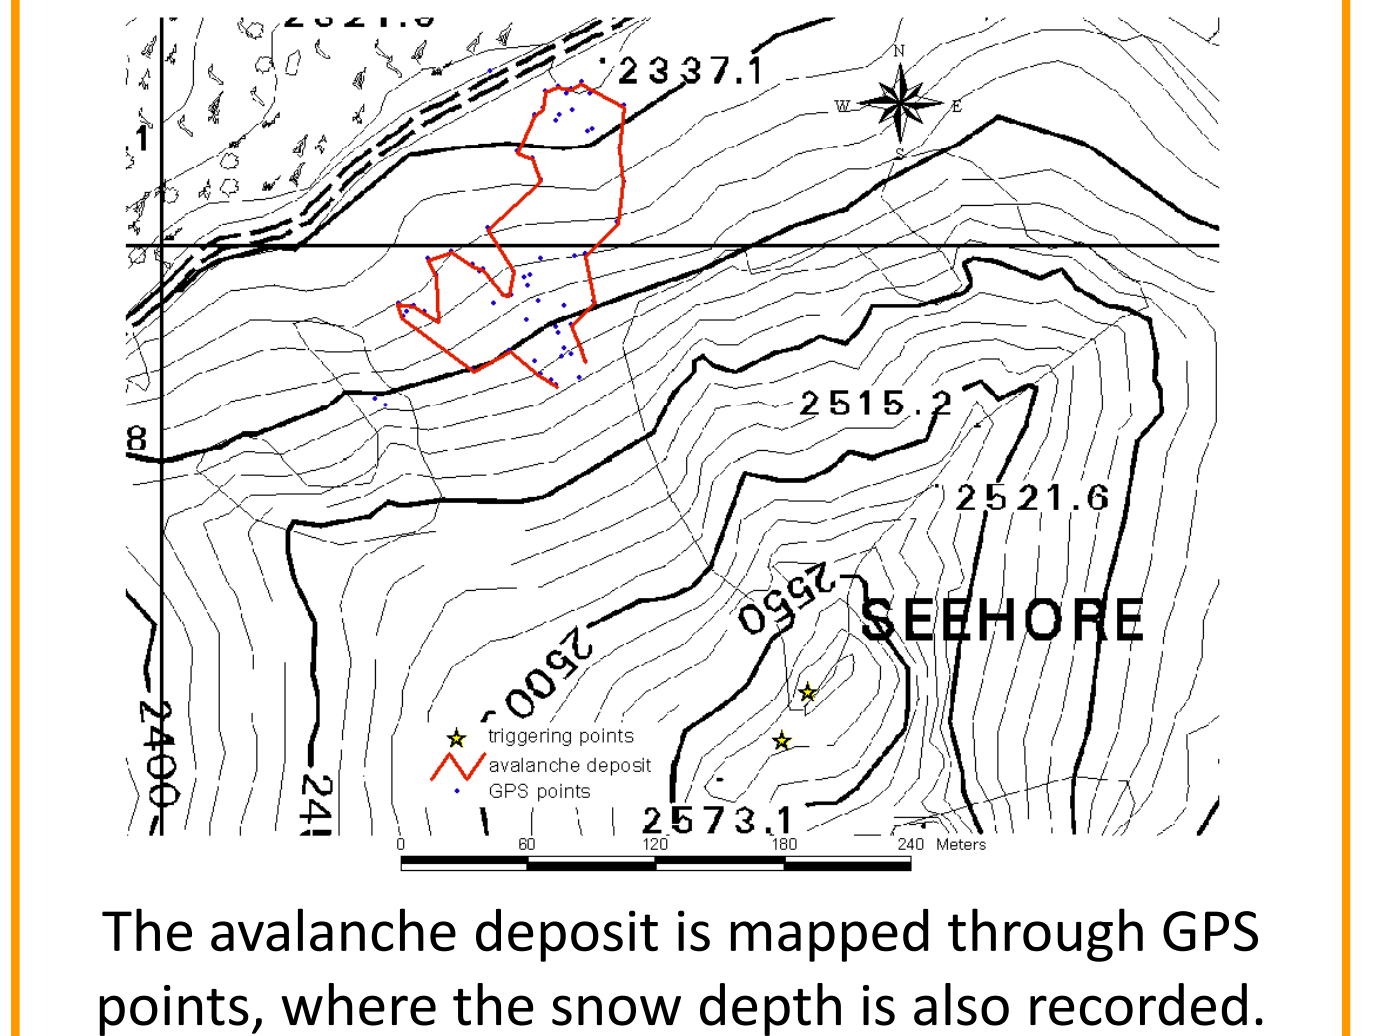 2337.1
N
W E
S
1
2515.2
8
2521.6
2550
SEEHORE
2500
2400
triggering points
avalanche deposit
GPS points
2573.1
0 60 120 180 240 Meters
The avalanche deposit is mapped through GPS
points, where the snow depth is also recorded.